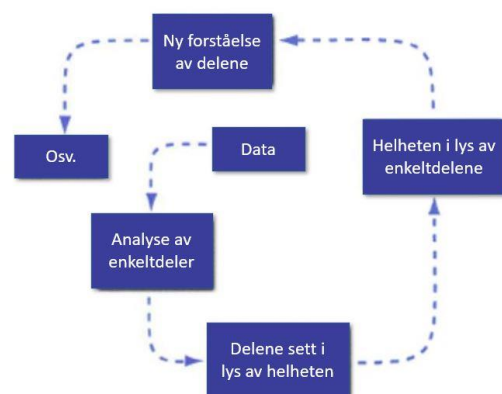 Ny forståelse
av delene
Osv.
Data
Helheten i lys av
enkeltdelene
Analyse av
enkeltdeler
Delene sett i
lys av helheten